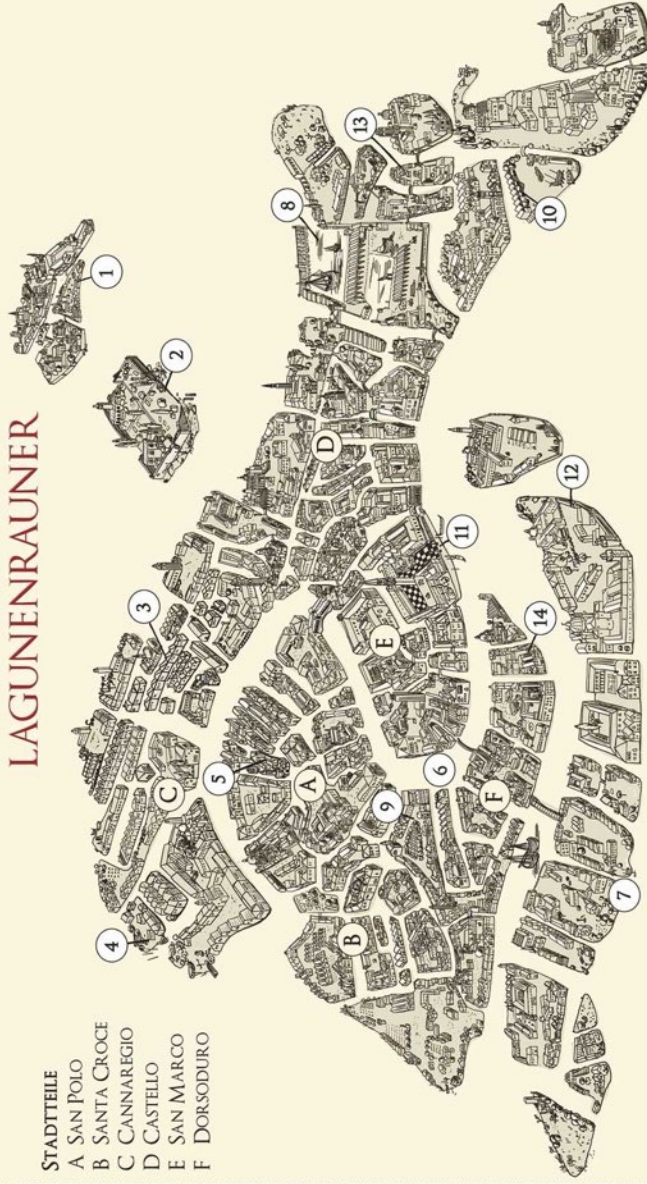 LAGUNENRAUNER
STADTTEILE
A SAN POLO
B SANTA CROCE
C CANNAREGIO
D CASTELLO
E SAN MARCO
F DORSODURO
1
2
3
4
5
6
7
8
9
10
11
12
13
14
A
B
C
D
E
F